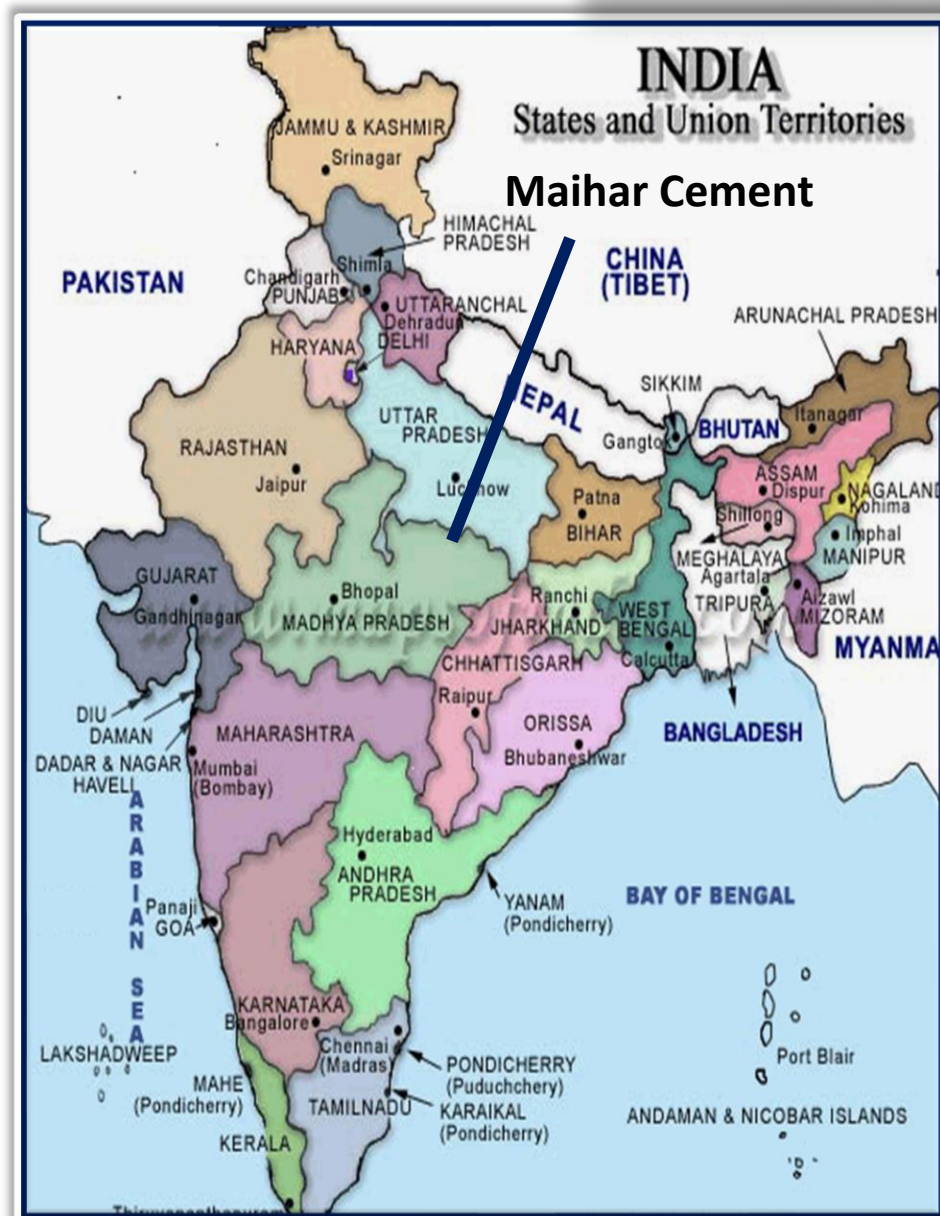 INDIA
States and Union Territories
Maihar Cement
JAMMU & KASHMIR
Srinagar
HIMACHAL
PRADESH
Shimla
CHINA
(TIBET)
PAKISTAN
Chandigarh
PUNJAB
UTTARANCHAL
Dehradun
ARUNACHAL PRADESH
HARYANA
DELHI
NEPAL
SIKKIM
UTTAR
PRADESH
Gangtok
BHUTAN
Itanagar
RAJASTHAN
Jaipur
Lucknow
Patna
BIHAR
ASSAM
Dispur
NAGALAND
Kohima
Shillong
Imphal
MANIPUR
MEGHALAYA
Agartala
TRIPURA
Aizawl
MIZORAM
GUJARAT
Gandhinagar
Bhopal
MADHYA PRADESH
Ranchi
JHARKHAND
WEST
BENGAL
Calcutta
MYANMA
CHHATTISGARH
Raipur
ORISSA
Bhubaneshwar
BANGLADESH
DIU
DAMAN
DADAR & NAGAR
HAVELI
MAHARASHTRA
Mumbai
(Bombay)
ARABIAN SEA
Hyderabad
ANDHRA
PRADESH
YANAM
(Pondicherry)
BAY OF BENGAL
Panaji
GOA
KARNATAKA
Bangalore
Chennai
(Madras)
PONDICHERRY
(Puduchchery)
LAKSHADWEEP
MAHE
(Pondicherry)
TAMILNADU
KARAIKAL
(Pondicherry)
KERALA
Port Blair
ANDAMAN & NICOBAR ISLANDS